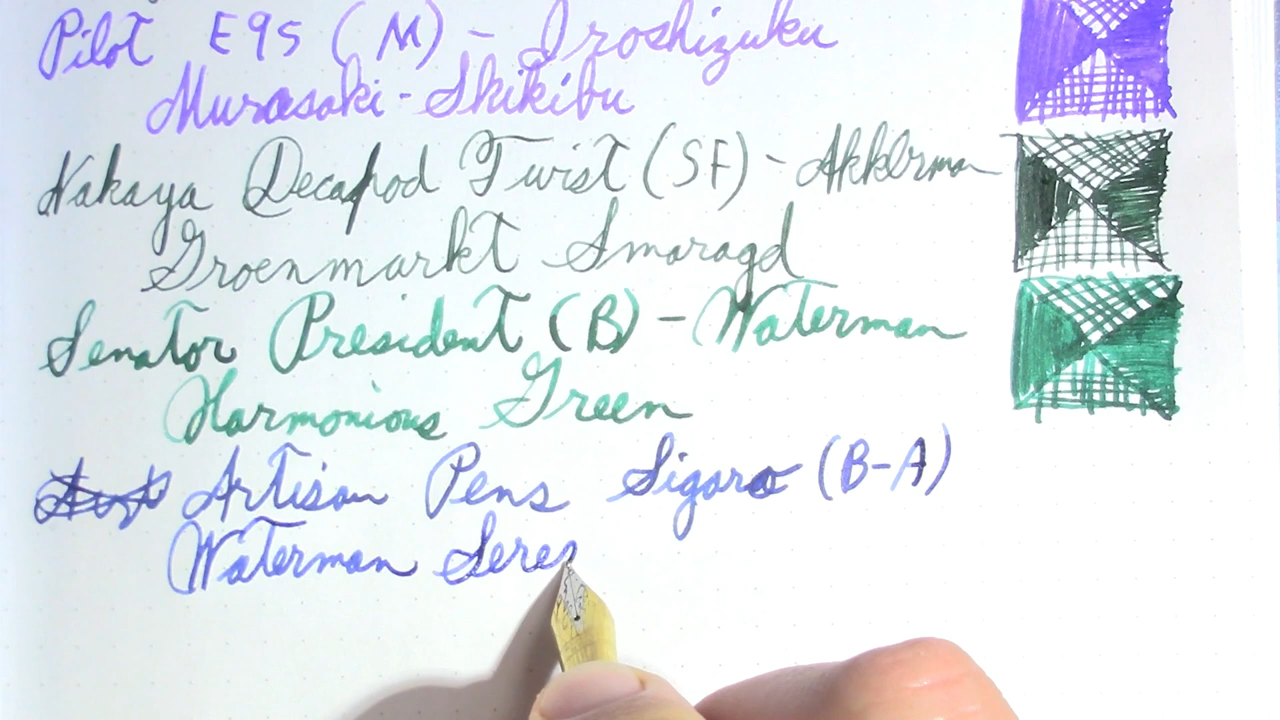 Pilot E95 (M) - Iroshizuku
Murasaki-Shikibu
Nakaya Decapod Twist (SF) - Akkerman
Groenmarkt Smaragd
Senator President (B) - Waterman
Harmonious Green
Artisan Pens Sigaro (B-A)
Waterman Seren